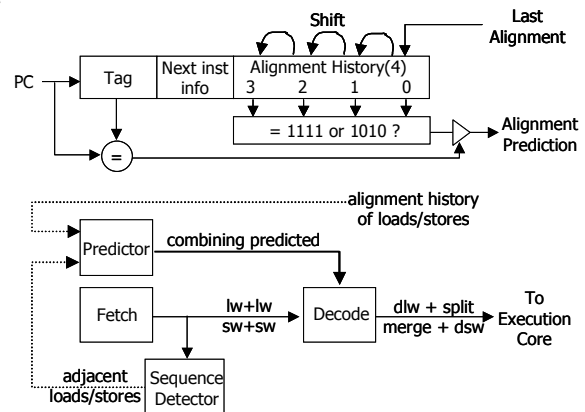 Shift
Last
Alignment
PC
Tag
Next inst
info
Alignment History(4)
3 2 1 0
= 1111 or 1010 ?
Alignment
Prediction
=
alignment history
of loads/stores
Predictor
combining predicted
Fetch
lw+lw
sw+sw
Decode
dlw + split
merge + dsw
To
Execution
Core
adjacent
loads/stores
Sequence
Detector